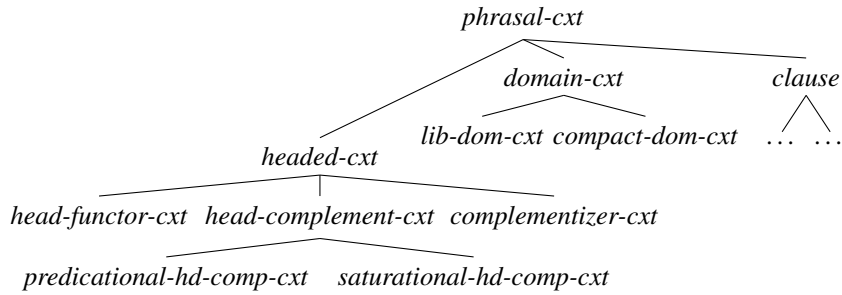 phrasal-cxt
domain-cxt clause
lib-dom-cxt compact-dom-cxt ... ...
headed-cxt
head-functor-cxt head-complement-cxt complementizer-cxt
predicational-hd-comp-cxt saturational-hd-comp-cxt